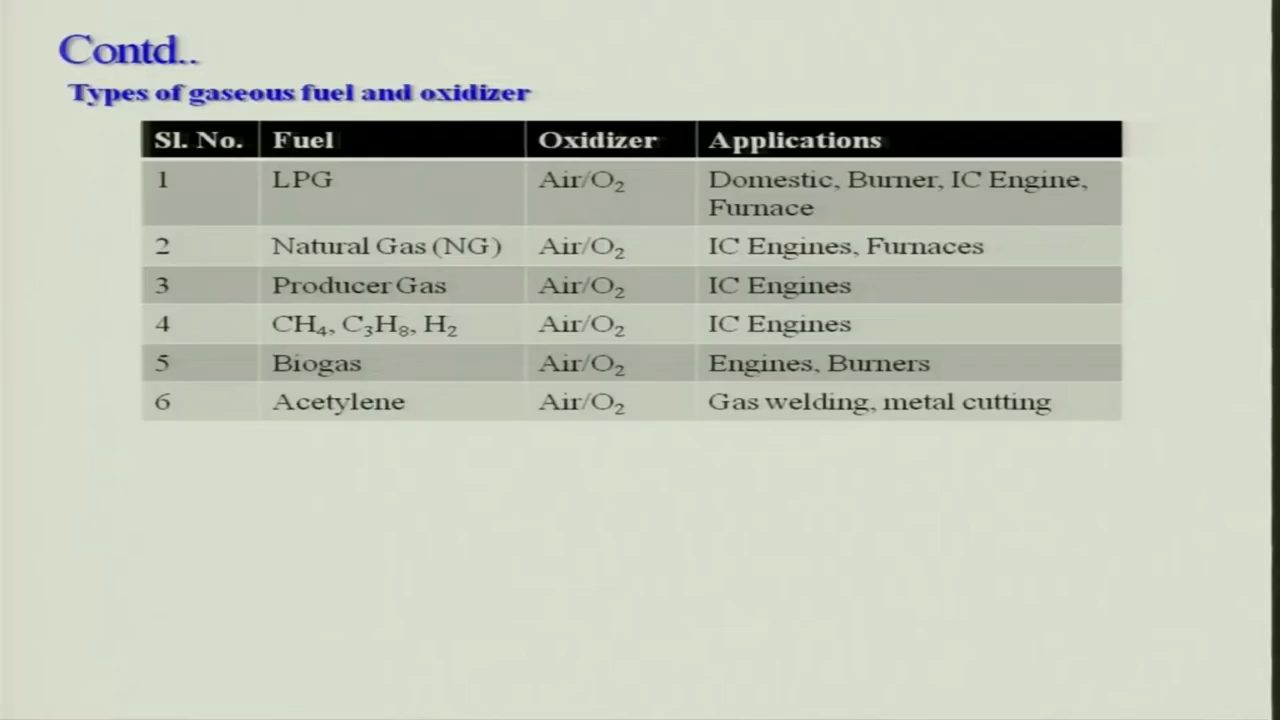 Contd..
Types of gaseous fuel and oxidizer
Sl. No. Fuel Oxidizer Applications
1 LPG Air/O₂ Domestic, Burner, IC Engine,
Furnace
2 Natural Gas (NG) Air/O₂ IC Engines, Furnaces
3 Producer Gas Air/O₂ IC Engines
4 CH₄, C₃H₈, H₂ Air/O₂ IC Engines
5 Biogas Air/O₂ Engines, Burners
6 Acetylene Air/O₂ Gas welding, metal cutting